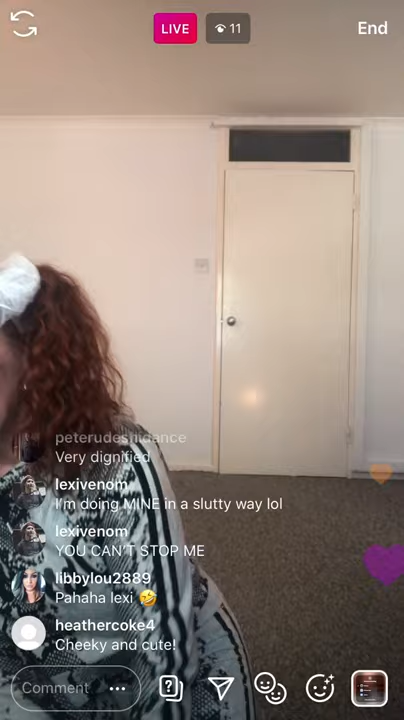 LIVE
11
End
peterudeshidance
Very dignified
lexivenom
I'm doing MINE in a slutty way lol
lexivenom
YOU CAN'T STOP ME
libbylou2889
Pahaha lexi 🤣
heathercoke4
Cheeky and cute!
Comment